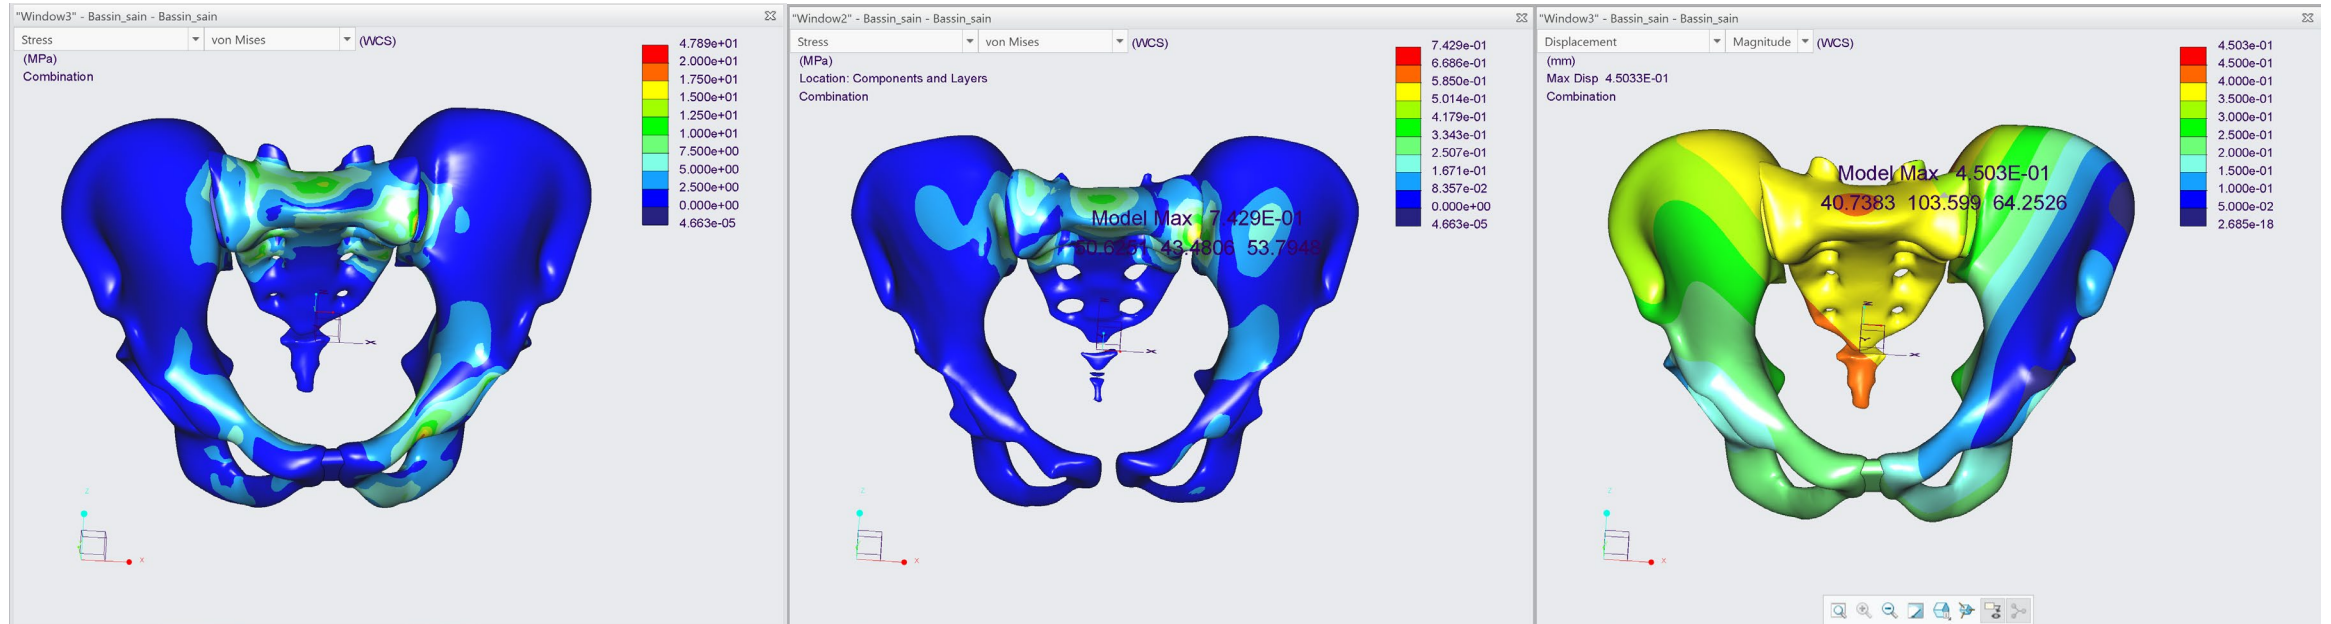 "Window3" - Bassin_sain - Bassin_sain
Stress von Mises (WCS)
(MPa)
Combination
4.789e+01
2.000e+01
1.750e+01
1.500e+01
1.250e+01
1.000e+01
7.500e+00
5.000e+00
2.500e+00
0.000e+00
4.663e-05
X
Z
X
"Window2" - Bassin_sain - Bassin_sain
Stress von Mises (WCS)
(MPa)
Location: Components and Layers
Combination
7.429e-01
6.686e-01
5.850e-01
5.014e-01
4.179e-01
3.343e-01
2.507e-01
1.671e-01
8.357e-02
0.000e+00
4.663e-05
Model Max 7.429E-01
43.4806 53.7948
X
Z
X
"Window3" - Bassin_sain - Bassin_sain
Displacement Magnitude (WCS)
(mm)
Max Disp 4.5033E-01
Combination
4.503e-01
4.500e-01
4.000e-01
3.500e-01
3.000e-01
2.500e-01
2.000e-01
1.500e-01
1.000e-01
5.000e-02
2.685e-18
Model Max 4.503E-01
40.7383 103.599 64.2526
Z
X
Z
X